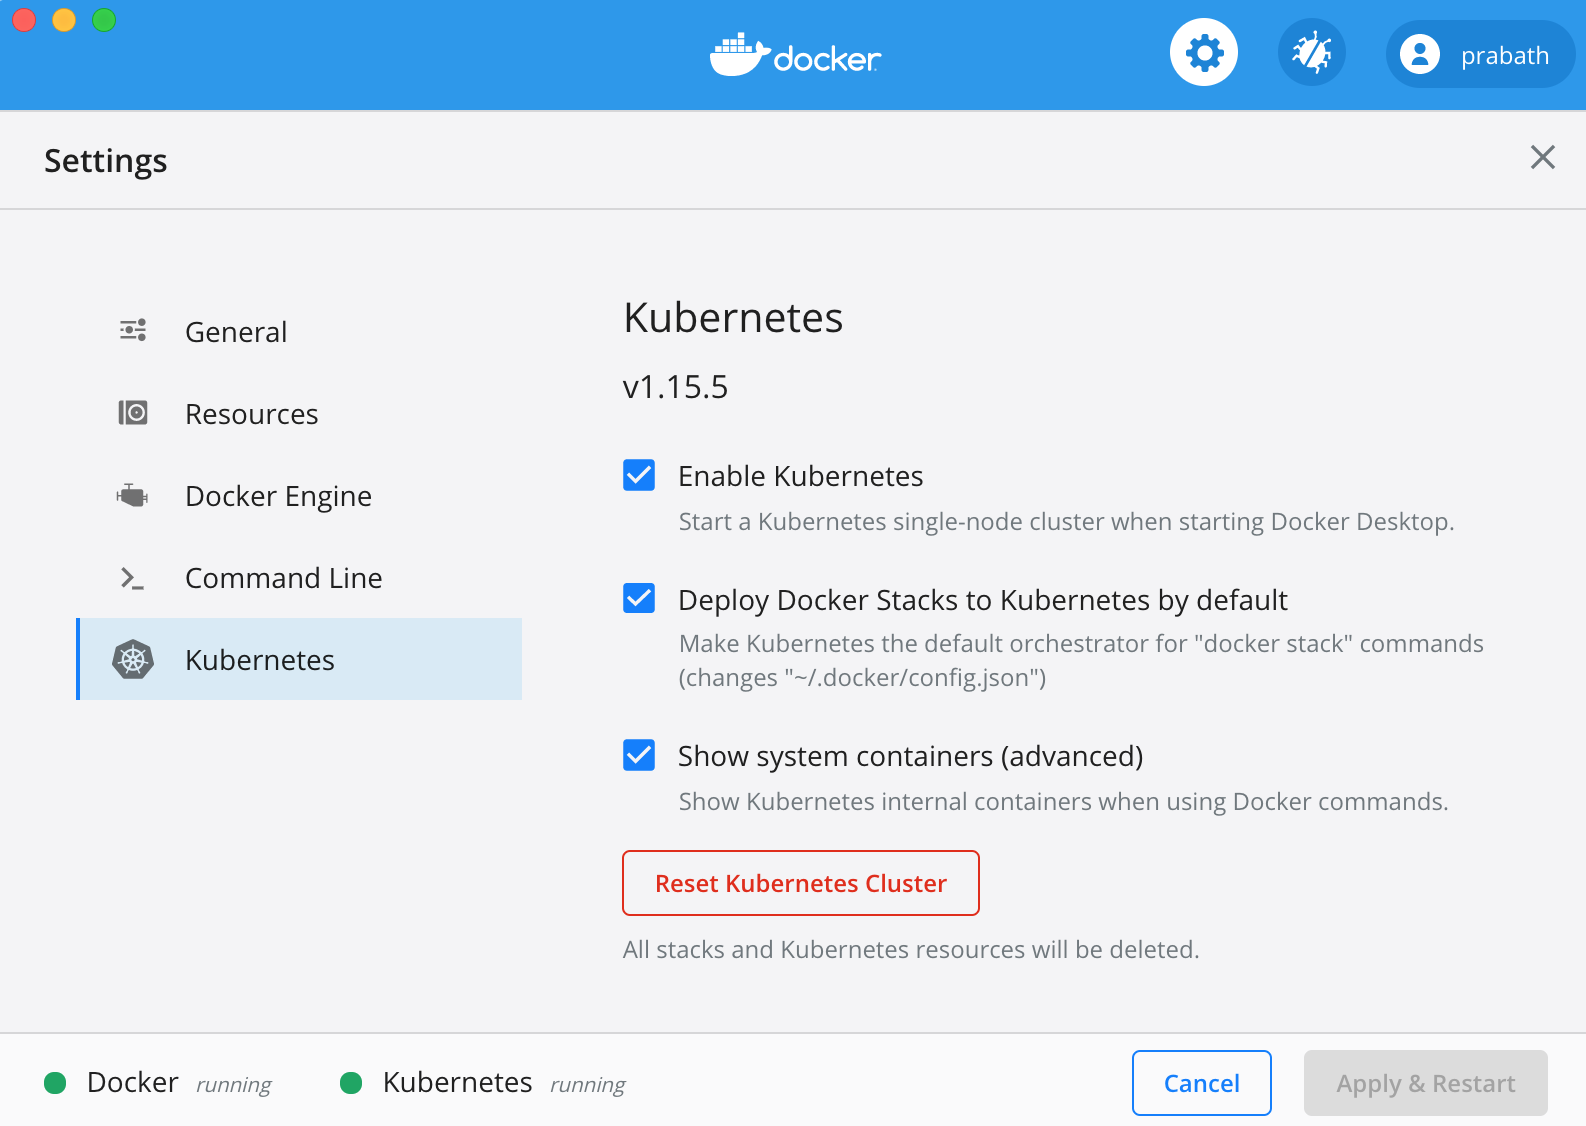 docker
prabath
Settings
General
Resources
Docker Engine
Command Line
Kubernetes
Kubernetes
v1.15.5
Enable Kubernetes
Start a Kubernetes single-node cluster when starting Docker Desktop.
Deploy Docker Stacks to Kubernetes by default
Make Kubernetes the default orchestrator for "docker stack" commands
(changes "~/.docker/config.json")
Show system containers (advanced)
Show Kubernetes internal containers when using Docker commands.
Reset Kubernetes Cluster
All stacks and Kubernetes resources will be deleted.
Docker running
Kubernetes running
Cancel
Apply & Restart